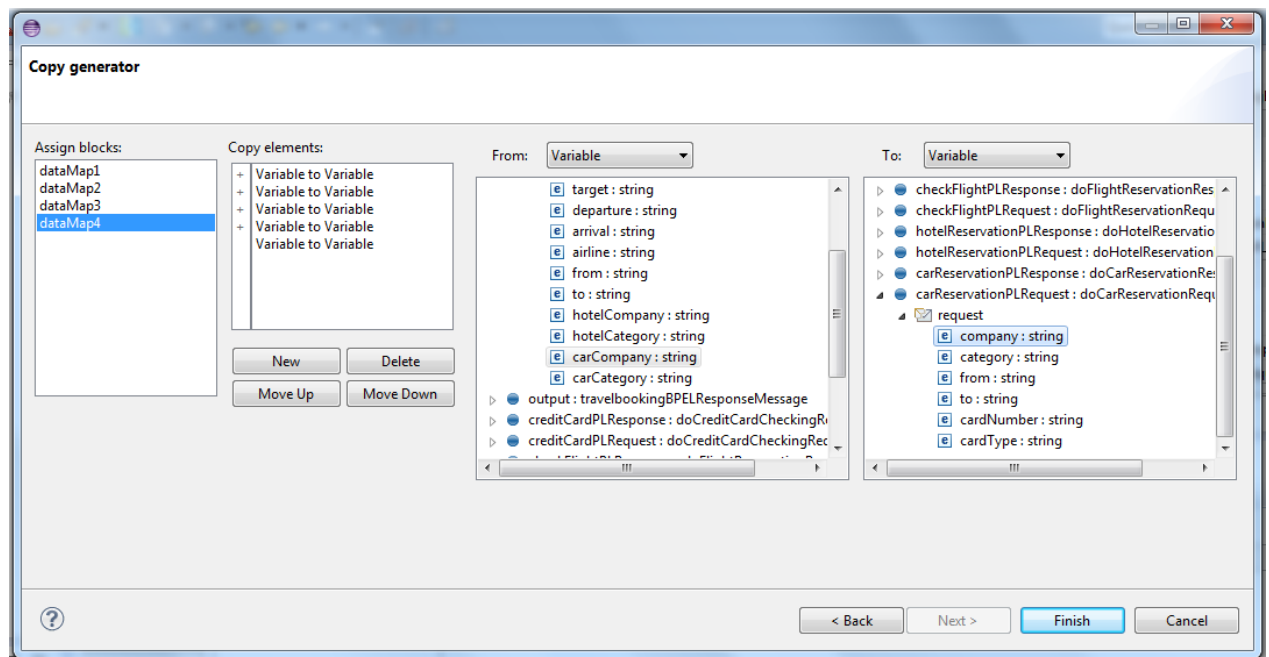 Copy generator
Assign blocks:
dataMap1
dataMap2
dataMap3
dataMap4
Copy elements:
+ Variable to Variable
+ Variable to Variable
+ Variable to Variable
+ Variable to Variable
Variable to Variable
New
Delete
Move Up
Move Down
From:
Variable
e target : string
e departure : string
e arrival : string
e airline : string
e from : string
e to : string
e hotelCompany : string
e hotelCategory : string
e carCompany : string
e carCategory : string
output : travelbookingBPELResponseMessage
creditCardPLResponse : doCreditCardCheckingR
creditCardPLRequest : doCreditCardCheckingRec
To:
Variable
checkFlightPLResponse : doFlightReservationRes
checkFlightPLRequest : doFlightReservationRequ
hotelReservationPLResponse : doHotelReservatio
hotelReservationPLRequest : doHotelReservation
carReservationPLResponse : doCarReservationRes
carReservationPLRequest : doCarReservationRequ
request
e company : string
e category : string
e from : string
e to : string
e cardNumber : string
e cardType : string
?
< Back
Next >
Finish
Cancel